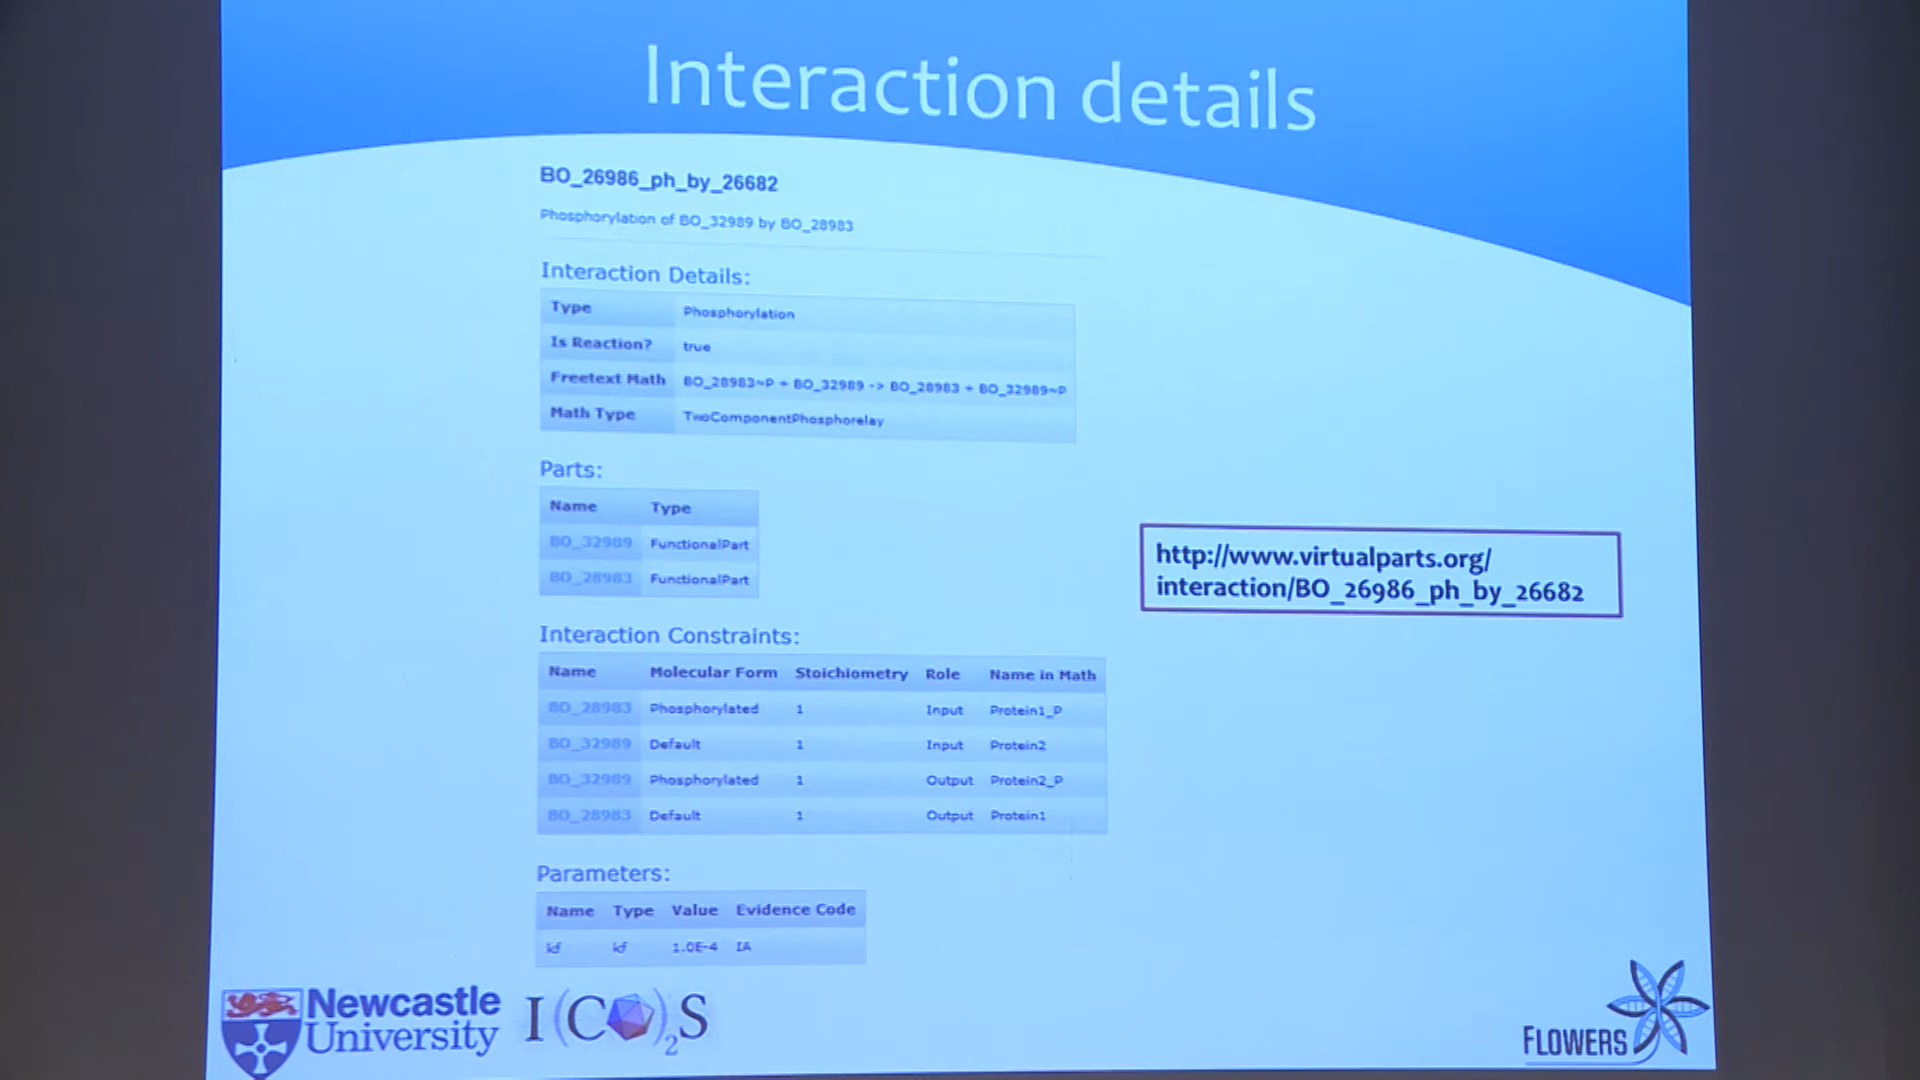 Interaction details
BO_26986_ph_by_26682
Phosphorylation of BO_32989 by BO_28983
Interaction Details:
Type Phosphorylation
Is Reaction? true
Freetext Math BO_28983~P + BO_32989 -> BO_28983 + BO_32989~P
Math Type TwoComponentPhosphorelay
Parts:
Name Type
BO_32989 FunctionalPart
BO_28983 FunctionalPart
http://www.virtualparts.org/
interaction/BO_26986_ph_by_26682
Interaction Constraints:
Name Molecular Form Stoichiometry Role Name in Math
BO_28983 Phosphorylated 1 Input Protein1_P
BO_32989 Default 1 Input Protein2
BO_32989 Phosphorylated 1 Output Protein2_P
BO_28983 Default 1 Output Protein1
Parameters:
Name Type Value Evidence Code
kf kf 1.0E-4 IA
Newcastle
University
I(CO)2S
FLOWERS